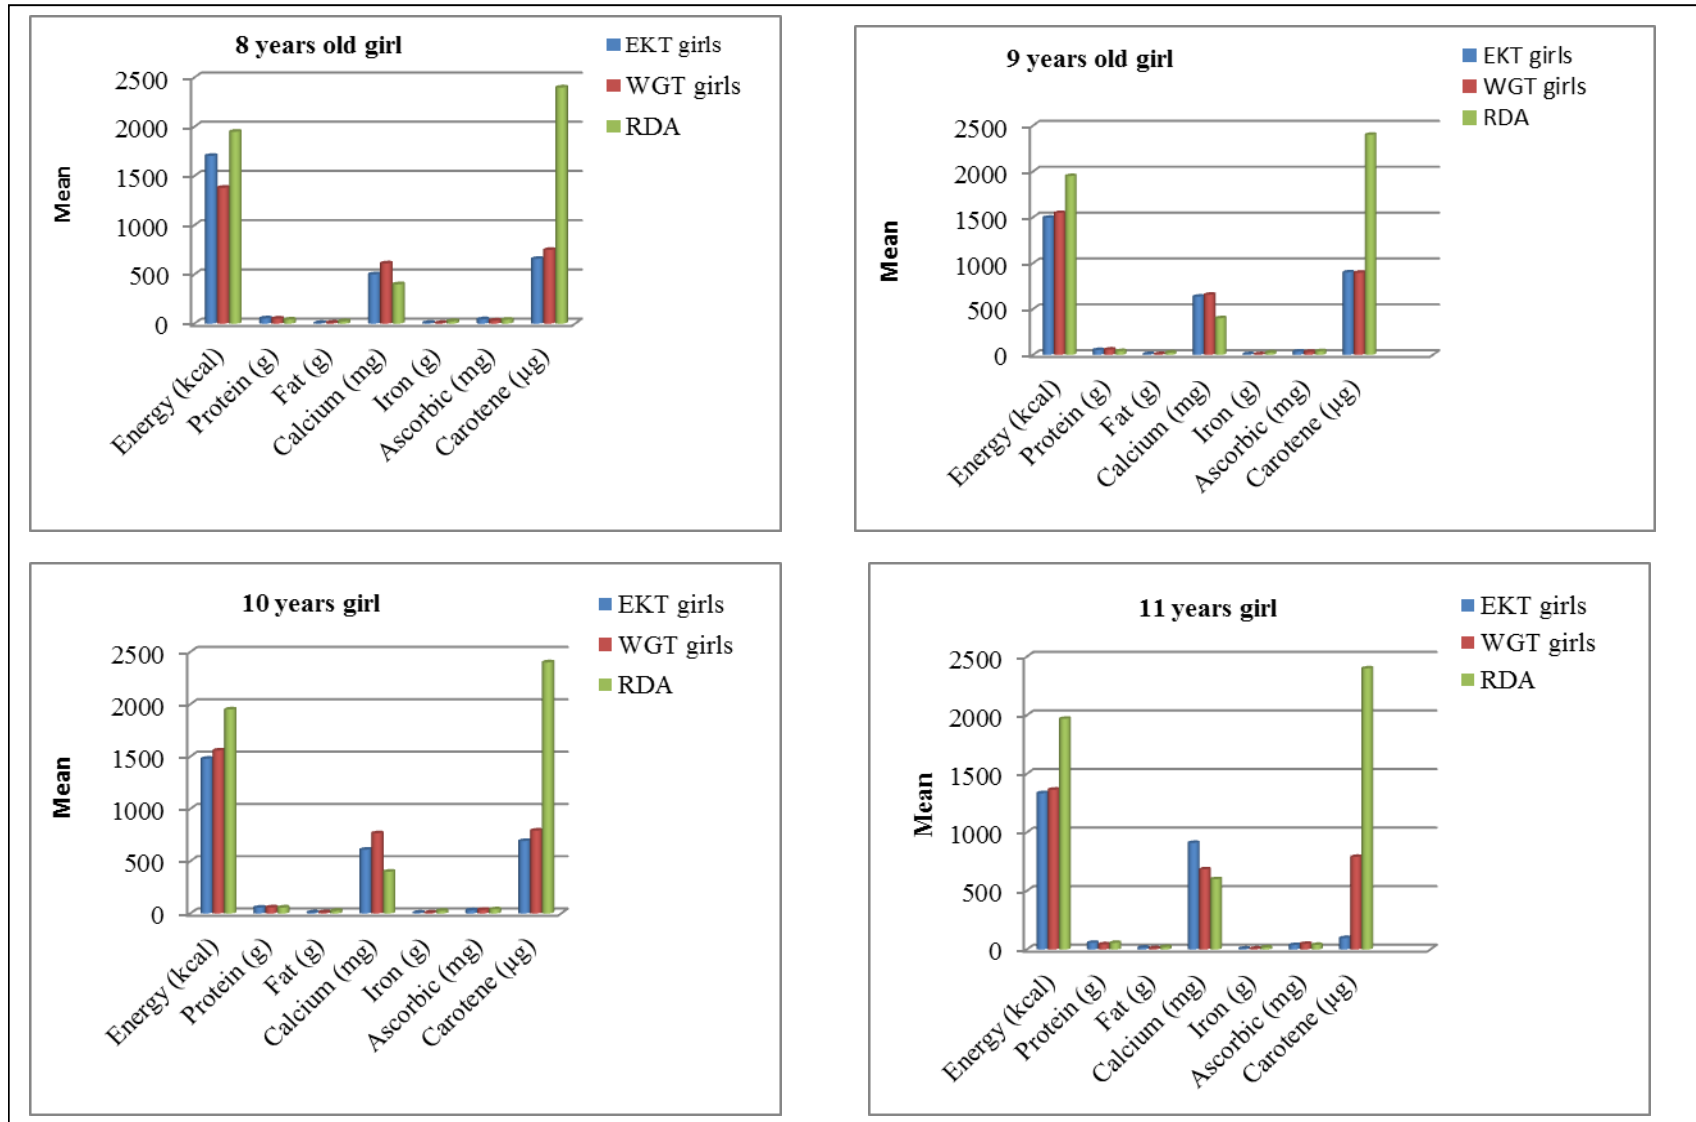 8 years old girl
EKT girls
WGT girls
RDA
Mean
2500
2000
1500
1000
500
0
Energy (kcal)
Protein (g)
Fat (g)
Calcium (mg)
Iron (g)
Ascorbic (mg)
Carotene (µg)
9 years old girl
EKT girls
WGT girls
RDA
Mean
2500
2000
1500
1000
500
0
Energy (kcal)
Protein (g)
Fat (g)
Calcium (mg)
Iron (g)
Ascorbic (mg)
Carotene (µg)
10 years girl
EKT girls
WGT girls
RDA
Mean
2500
2000
1500
1000
500
0
Energy (kcal)
Protein (g)
Fat (g)
Calcium (mg)
Iron (g)
Ascorbic (mg)
Carotene (µg)
11 years girl
EKT girls
WGT girls
RDA
Mean
2500
2000
1500
1000
500
0
Energy (kcal)
Protein (g)
Fat (g)
Calcium (mg)
Iron (g)
Ascorbic (mg)
Carotene (µg)